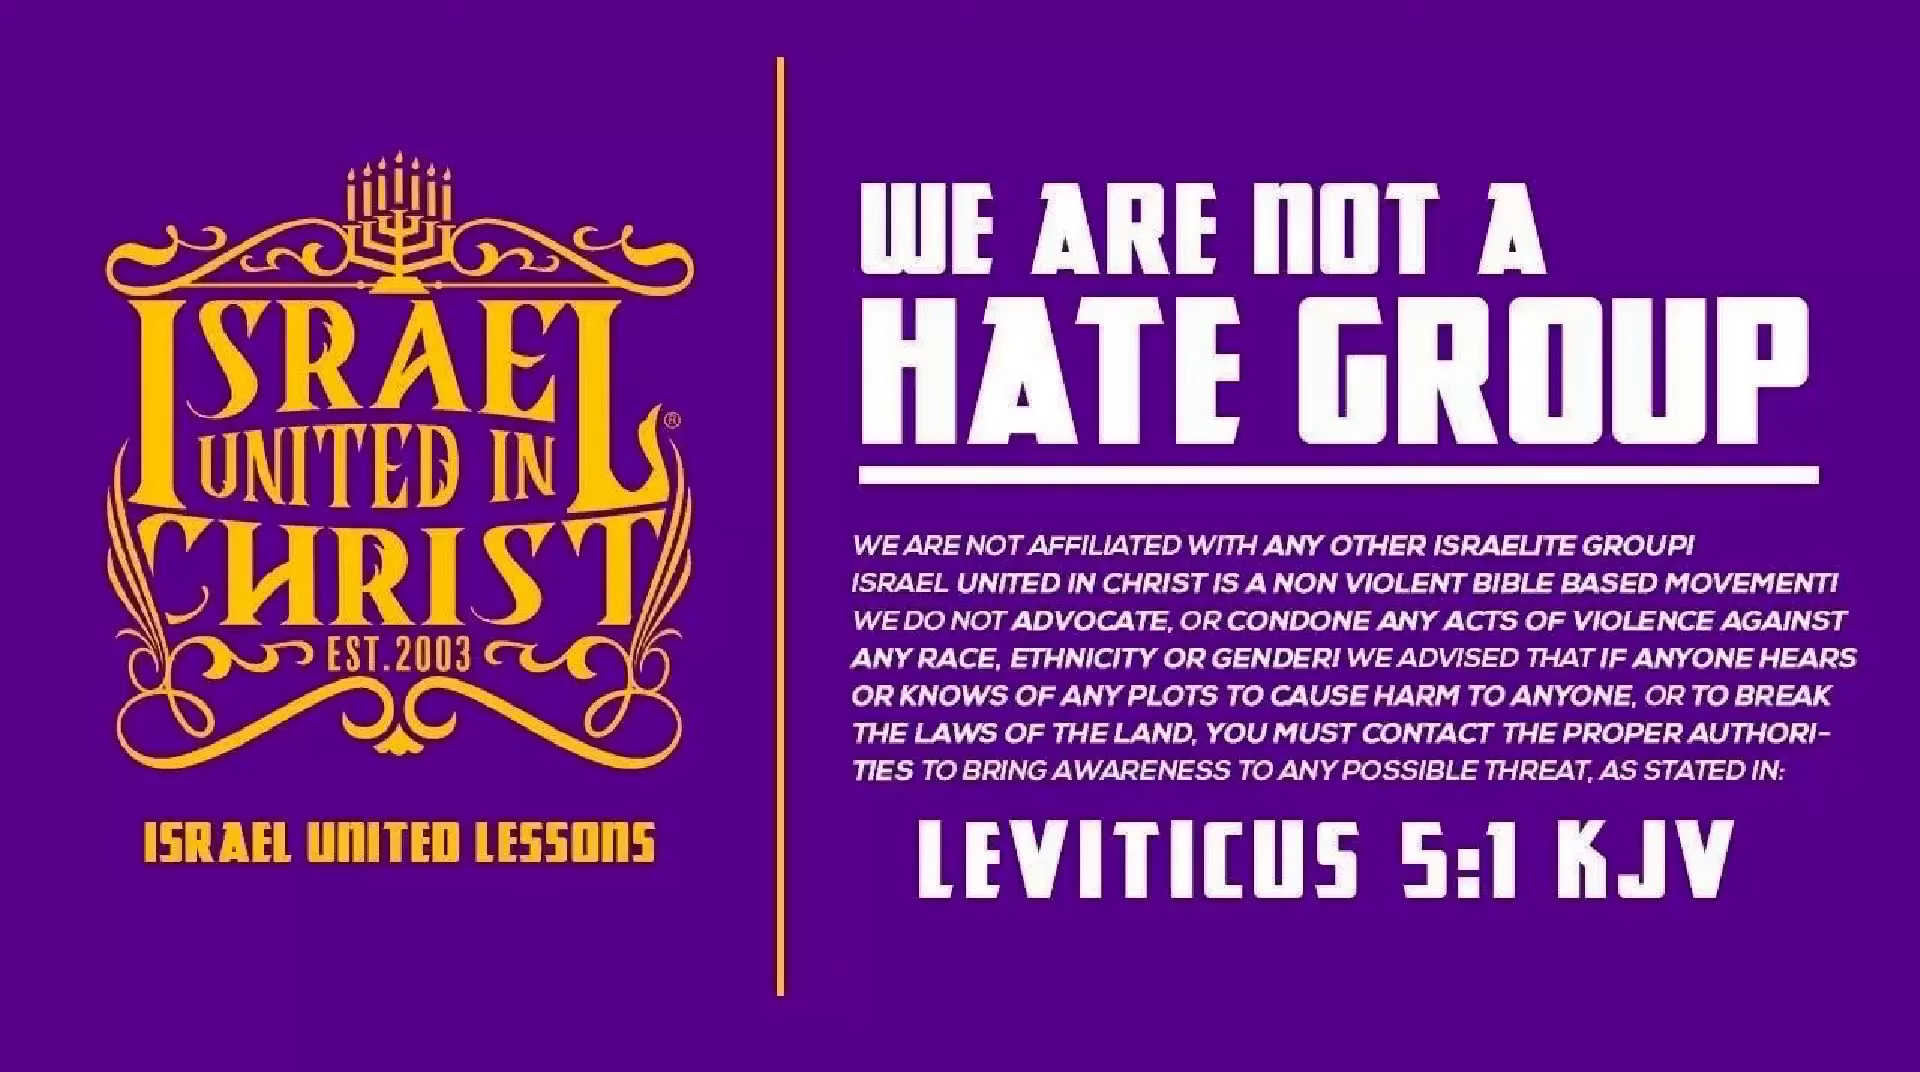 ISRAEL
UNITED IN
CHRIST
®
EST. 2003
ISRAEL UNITED LESSONS
WE ARE NOT A
HATE GROUP
WE ARE NOT AFFILIATED WITH ANY OTHER ISRAELITE GROUP!
ISRAEL UNITED IN CHRIST IS A NON VIOLENT BIBLE BASED MOVEMENT!
WE DO NOT ADVOCATE, OR CONDONE ANY ACTS OF VIOLENCE AGAINST
ANY RACE, ETHNICITY OR GENDER! WE ADVISED THAT IF ANYONE HEARS
OR KNOWS OF ANY PLOTS TO CAUSE HARM TO ANYONE, OR TO BREAK
THE LAWS OF THE LAND, YOU MUST CONTACT THE PROPER AUTHORI-
TIES TO BRING AWARENESS TO ANY POSSIBLE THREAT, AS STATED IN:
LEVITICUS 5:1 KJV